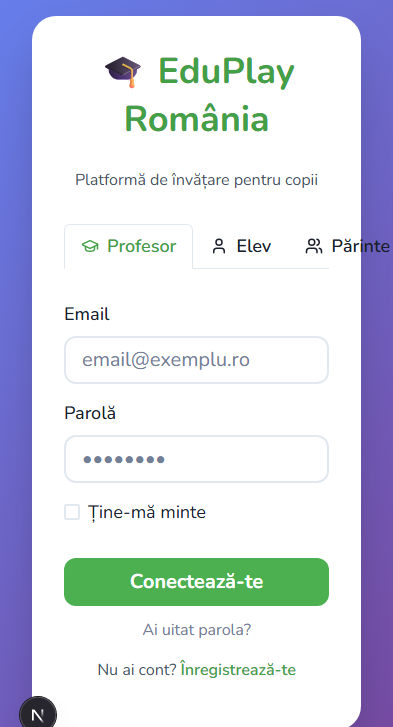 EduPlay
România
Platformă de învățare pentru copii
Profesor Elev Părinte
Email
email@exemplu.ro
Parolă
••••••••
Ține-mă minte
Conectează-te
Ai uitat parola?
Nu ai cont? Înregistrează-te
N